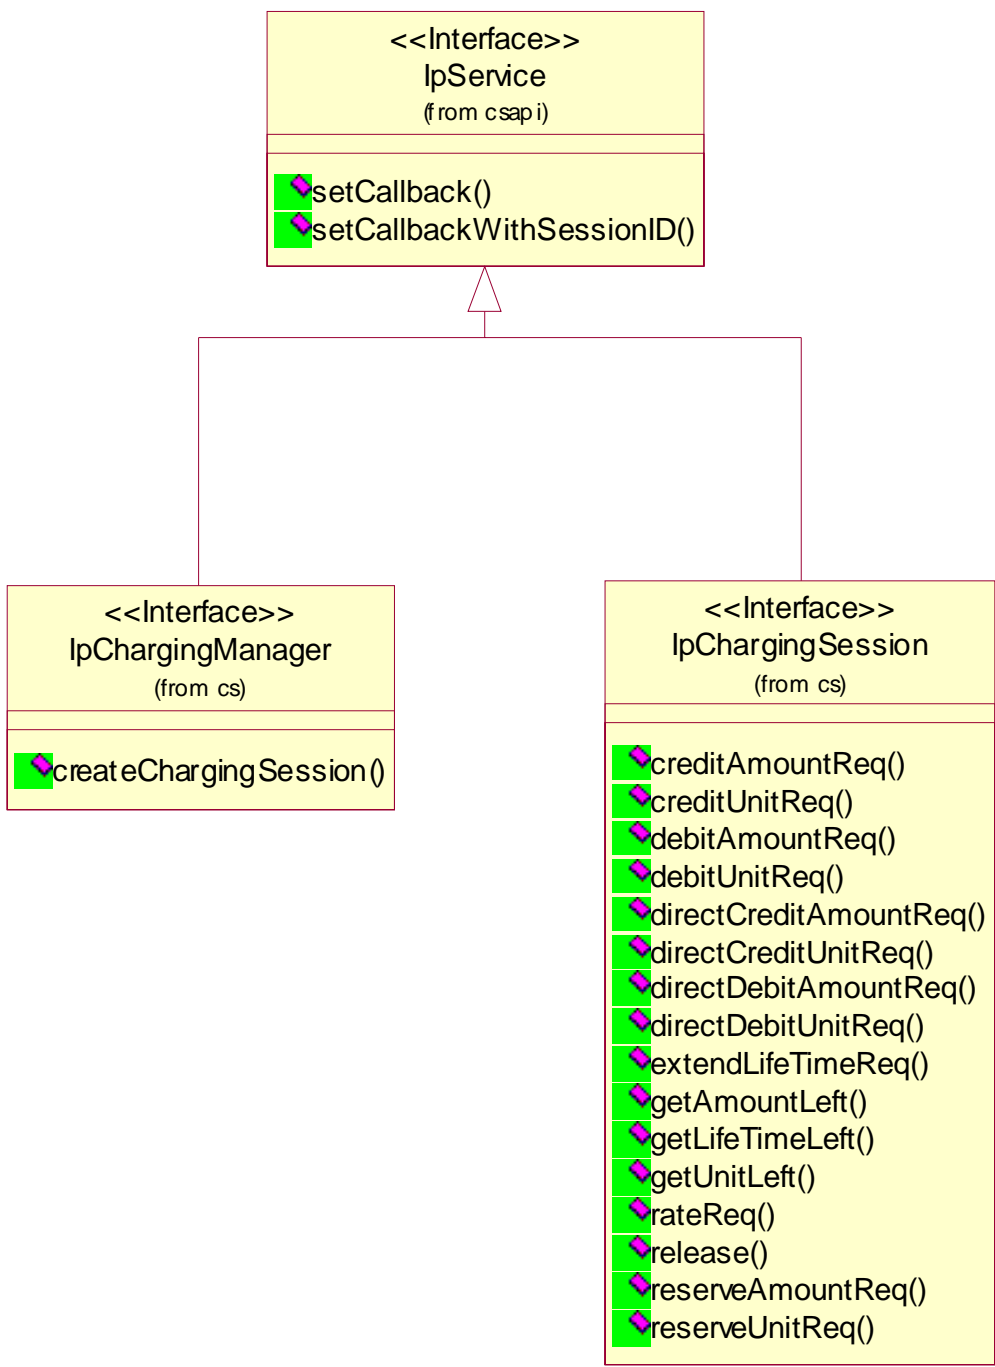 <<Interface>>
IpService
(from csapi)
setCallback()
setCallbackWithSessionID()
<<Interface>>
IpChargingManager
(from cs)
createChargingSession()
<<Interface>>
IpChargingSession
(from cs)
creditAmountReq()
creditUnitReq()
debitAmountReq()
debitUnitReq()
directCreditAmountReq()
directCreditUnitReq()
directDebitAmountReq()
directDebitUnitReq()
extendLifeTimeReq()
getAmountLeft()
getLifeTimeLeft()
getUnitLeft()
rateReq()
release()
reserveAmountReq()
reserveUnitReq()